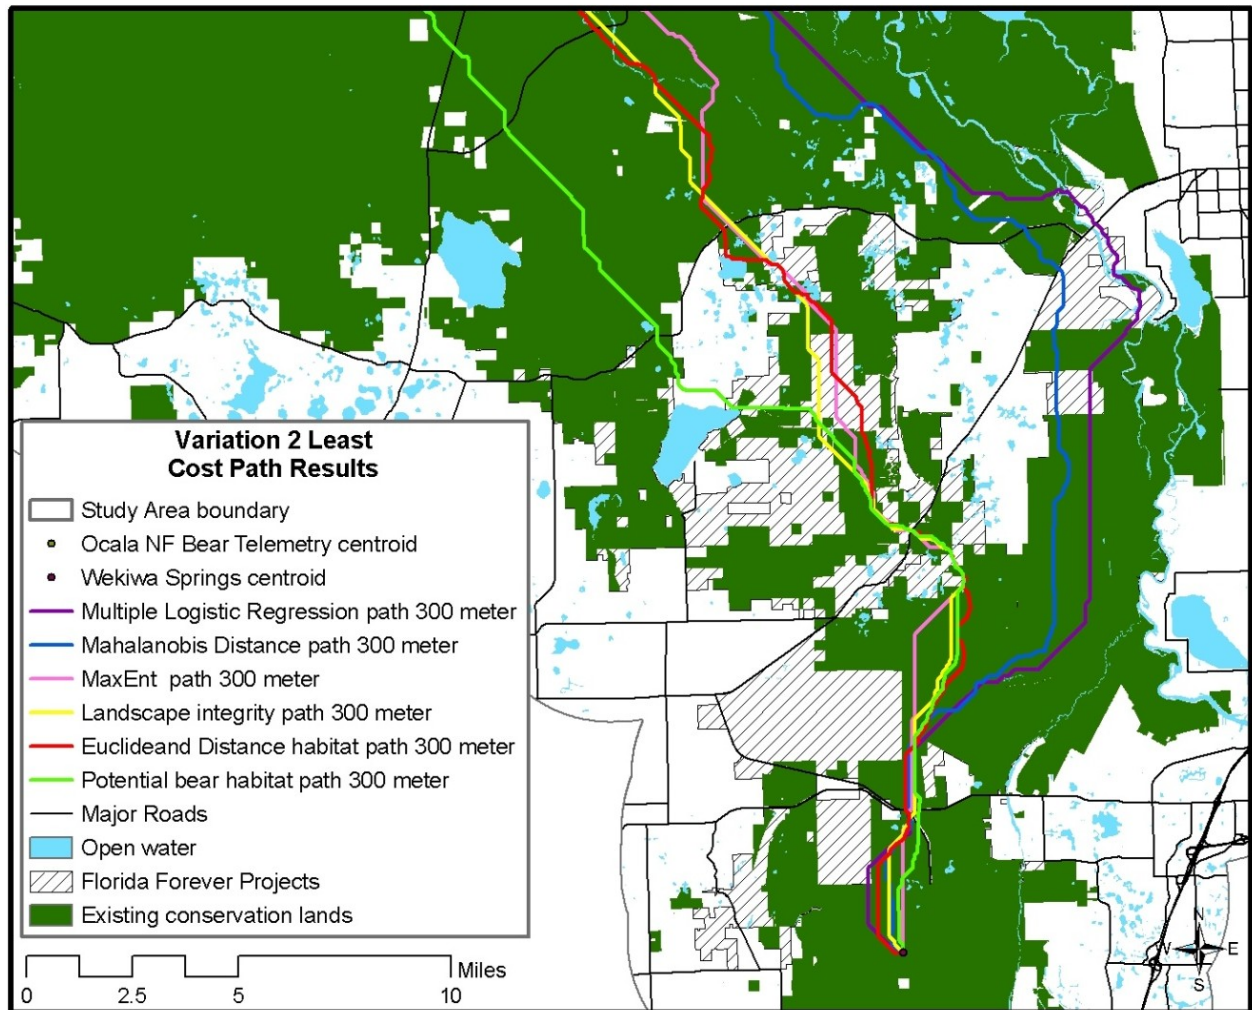 Variation 2 Least
Cost Path Results
Study Area boundary
Ocala NF Bear Telemetry centroid
Wekiwa Springs centroid
Multiple Logistic Regression path 300 meter
Mahalanobis Distance path 300 meter
MaxEnt path 300 meter
Landscape integrity path 300 meter
Euclideand Distance habitat path 300 meter
Potential bear habitat path 300 meter
Major Roads
Open water
Florida Forever Projects
Existing conservation lands
N
W E
S
Miles
0 2.5 5 10